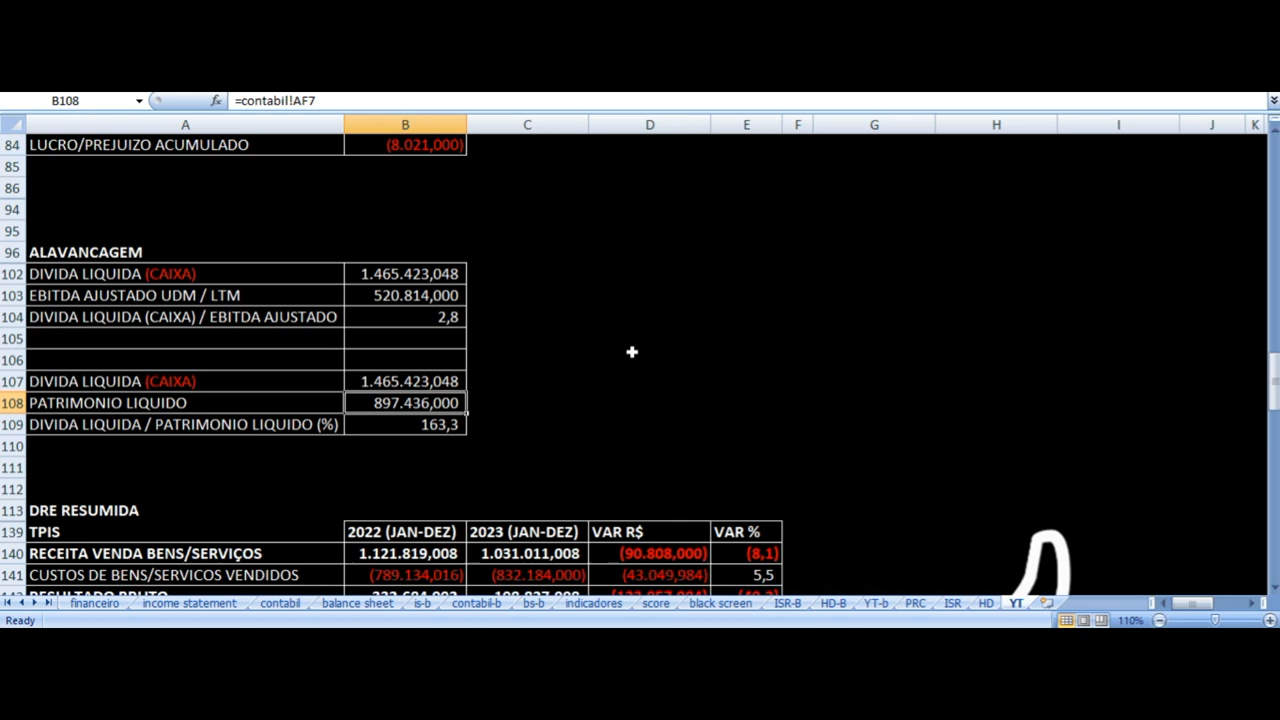 B108 fx =contabil!AF7
A B C D E F G H I J K
84 LUCRO/PREJUIZO ACUMULADO (8.021,000)
85
86
94
95
96 ALAVANCAGEM
102 DIVIDA LIQUIDA (CAIXA) 1.465.423,048
103 EBITDA AJUSTADO UDM / LTM 520.814,000
104 DIVIDA LIQUIDA (CAIXA) / EBITDA AJUSTADO 2,8
105
106
107 DIVIDA LIQUIDA (CAIXA) 1.465.423,048
108 PATRIMONIO LIQUIDO 897.436,000
109 DIVIDA LIQUIDA / PATRIMONIO LIQUIDO (%) 163,3
110
111
112
113 DRE RESUMIDA
139 TPIS 2022 (JAN-DEZ) 2023 (JAN-DEZ) VAR R$ VAR %
140 RECEITA VENDA BENS/SERVIÇOS 1.121.819,008 1.031.011,008 (90.808,000) (8,1)
141 CUSTOS DE BENS/SERVICOS VENDIDOS (789.134,016) (832.184,000) (43.049,984) 5,5
financeiro income statement contabil balance sheet is-b contabil-b bs-b indicadores score black screen ISR-B HD-B YT-b PRC ISR HD YT
Ready 110%